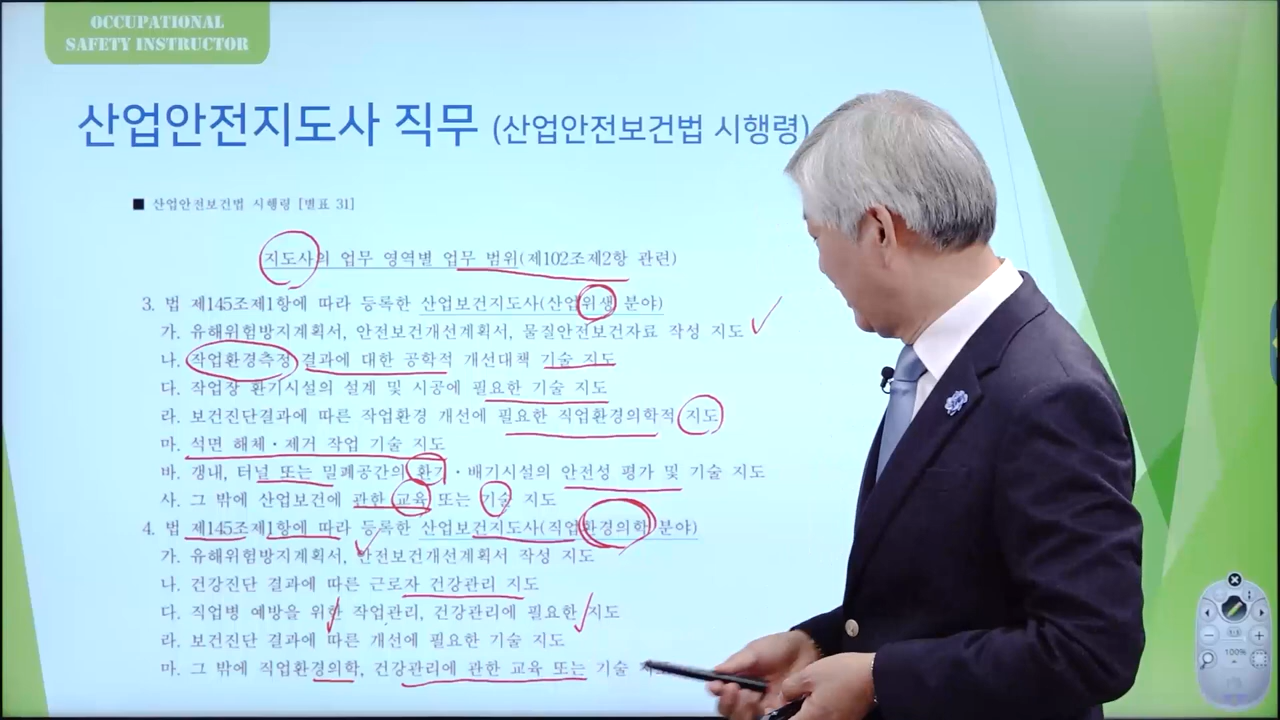 OCCUPATIONAL
SAFETY INSTRUCTOR
산업안전지도사 직무 (산업안전보건법 시행령)
■ 산업안전보건법 시행령 [별표 31]
지도사의 업무 영역별 업무 범위(제102조제2항 관련)
3. 법 제145조제1항에 따라 등록한 산업보건지도사(산업위생 분야)
가. 유해위험방지계획서, 안전보건개선계획서, 물질안전보건자료 작성 지도
나. 작업환경측정 결과에 대한 공학적 개선대책 기술 지도
다. 작업장 환기시설의 설계 및 시공에 필요한 기술 지도
라. 보건진단결과에 따른 작업환경 개선에 필요한 직업환경의학적 지도
마. 석면 해체·제거 작업 기술 지도
바. 갱내, 터널 또는 밀폐공간의 환기·배기시설의 안전성 평가 및 기술 지도
사. 그 밖에 산업보건에 관한 교육 또는 기술 지도
4. 법 제145조제1항에 따라 등록한 산업보건지도사(직업환경의학 분야)
가. 유해위험방지계획서, 안전보건개선계획서 작성 지도
나. 건강진단 결과에 따른 근로자 건강관리 지도
다. 직업병 예방을 위한 작업관리, 건강관리에 필요한 지도
라. 보건진단 결과에 따른 개선에 필요한 기술 지도
마. 그 밖에 직업환경의학, 건강관리에 관한 교육 또는 기술
100%